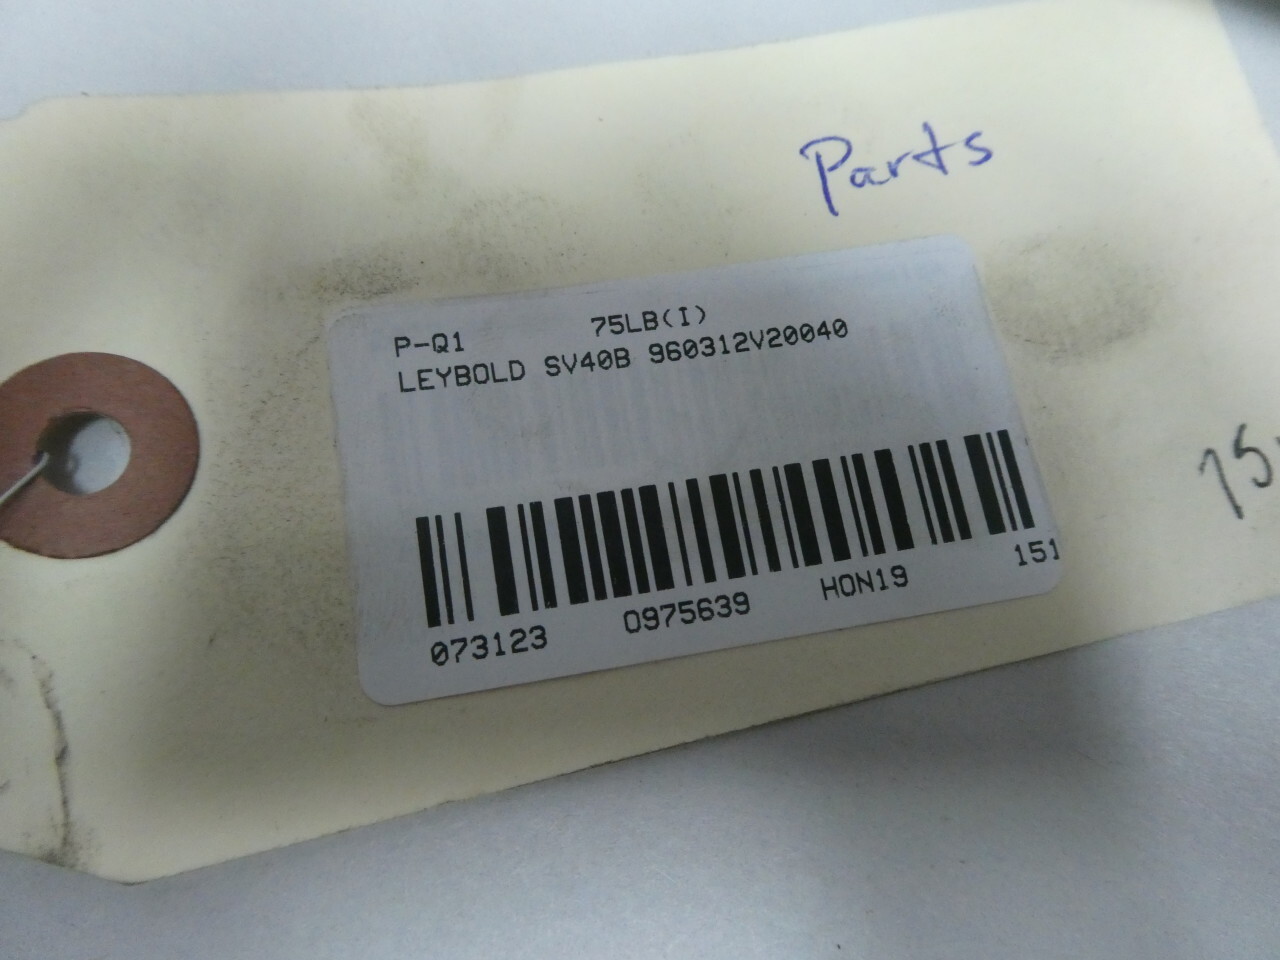 Parts
P-Q1 75LB(I)
LEYBOLD SV40B 960312V20040
073123 0975639 HON19 151